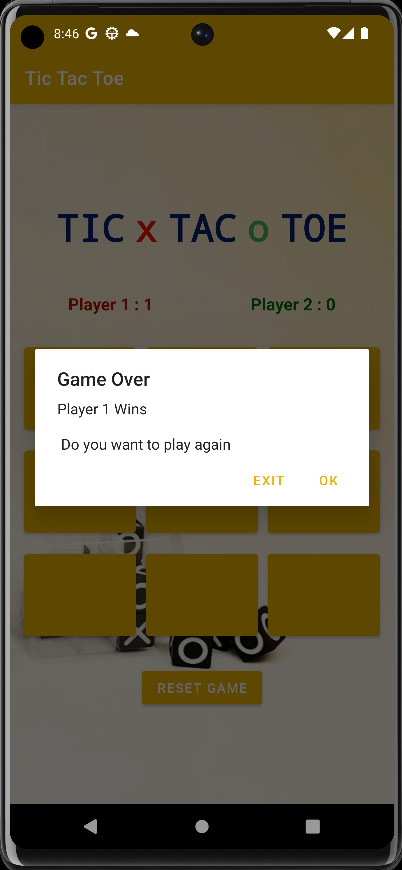 8:46 G
Tic Tac Toe
TIC x TAC o TOE
Player 1 : 1 Player 2 : 0
Game Over
Player 1 Wins
Do you want to play again
EXIT OK
RESET GAME